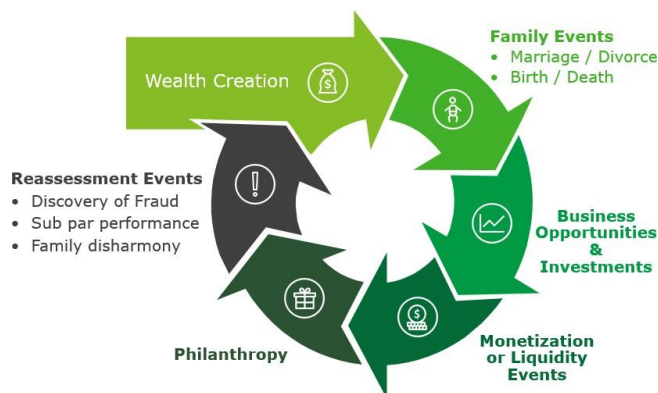 Wealth Creation
$
Family Events
• Marriage / Divorce
• Birth / Death
Business
Opportunities
&
Investments
$
Monetization
or Liquidity
Events
Philanthropy
Reassessment Events
• Discovery of Fraud
• Sub par performance
• Family disharmony
!